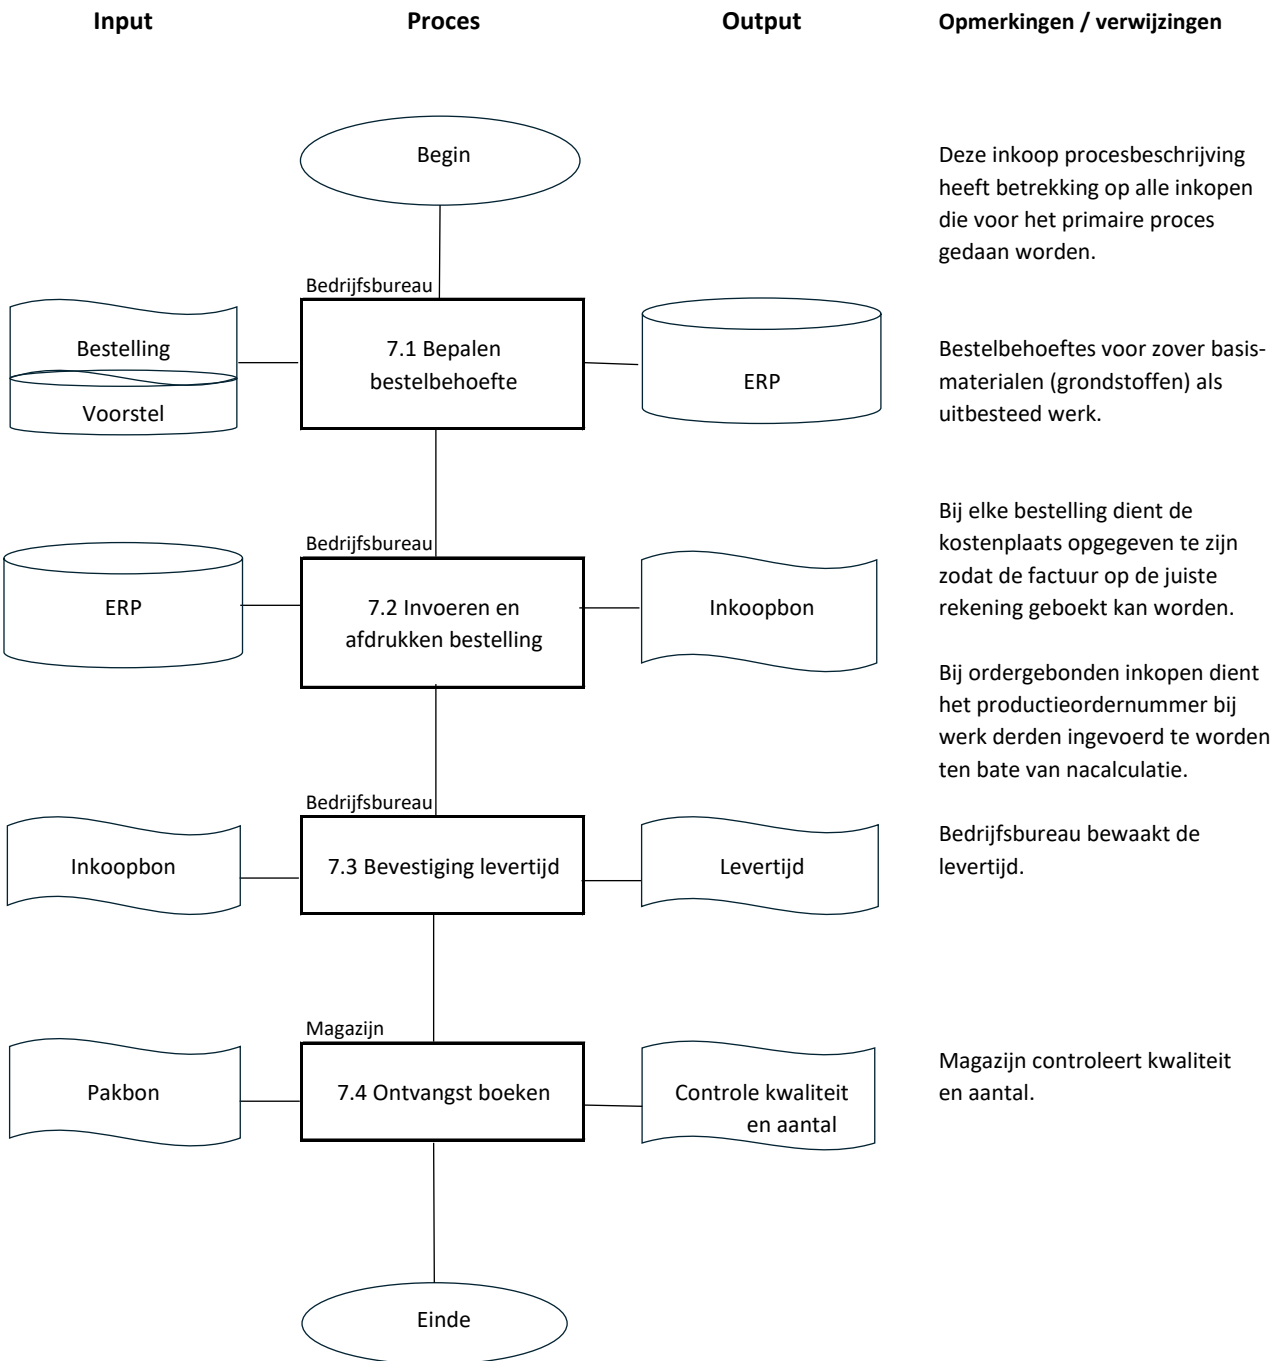 Input
Proces
Output
Opmerkingen / verwijzingen
Begin
Deze inkoop procesbeschrijving
heeft betrekking op alle inkopen
die voor het primaire proces
gedaan worden.
Bedrijfsbureau
Bestelling
Voorstel
7.1 Bepalen
bestelbehoefte
ERP
Bestelbehoeftes voor zover basis-
materialen (grondstoffen) als
uitbesteed werk.
Bedrijfsbureau
ERP
7.2 Invoeren en
afdrukken bestelling
Inkoopbon
Bij elke bestelling dient de
kostenplaats opgegeven te zijn
zodat de factuur op de juiste
rekening geboekt kan worden.
Bij ordergebonden inkopen dient
het productieordernummer bij
werk derden ingevoerd te worden
ten bate van nacalculatie.
Bedrijfsbureau
Inkoopbon
7.3 Bevestiging levertijd
Levertijd
Bedrijfsbureau bewaakt de
levertijd.
Magazijn
Pakbon
7.4 Ontvangst boeken
Controle kwaliteit
en aantal
Magazijn controleert kwaliteit
en aantal.
Einde